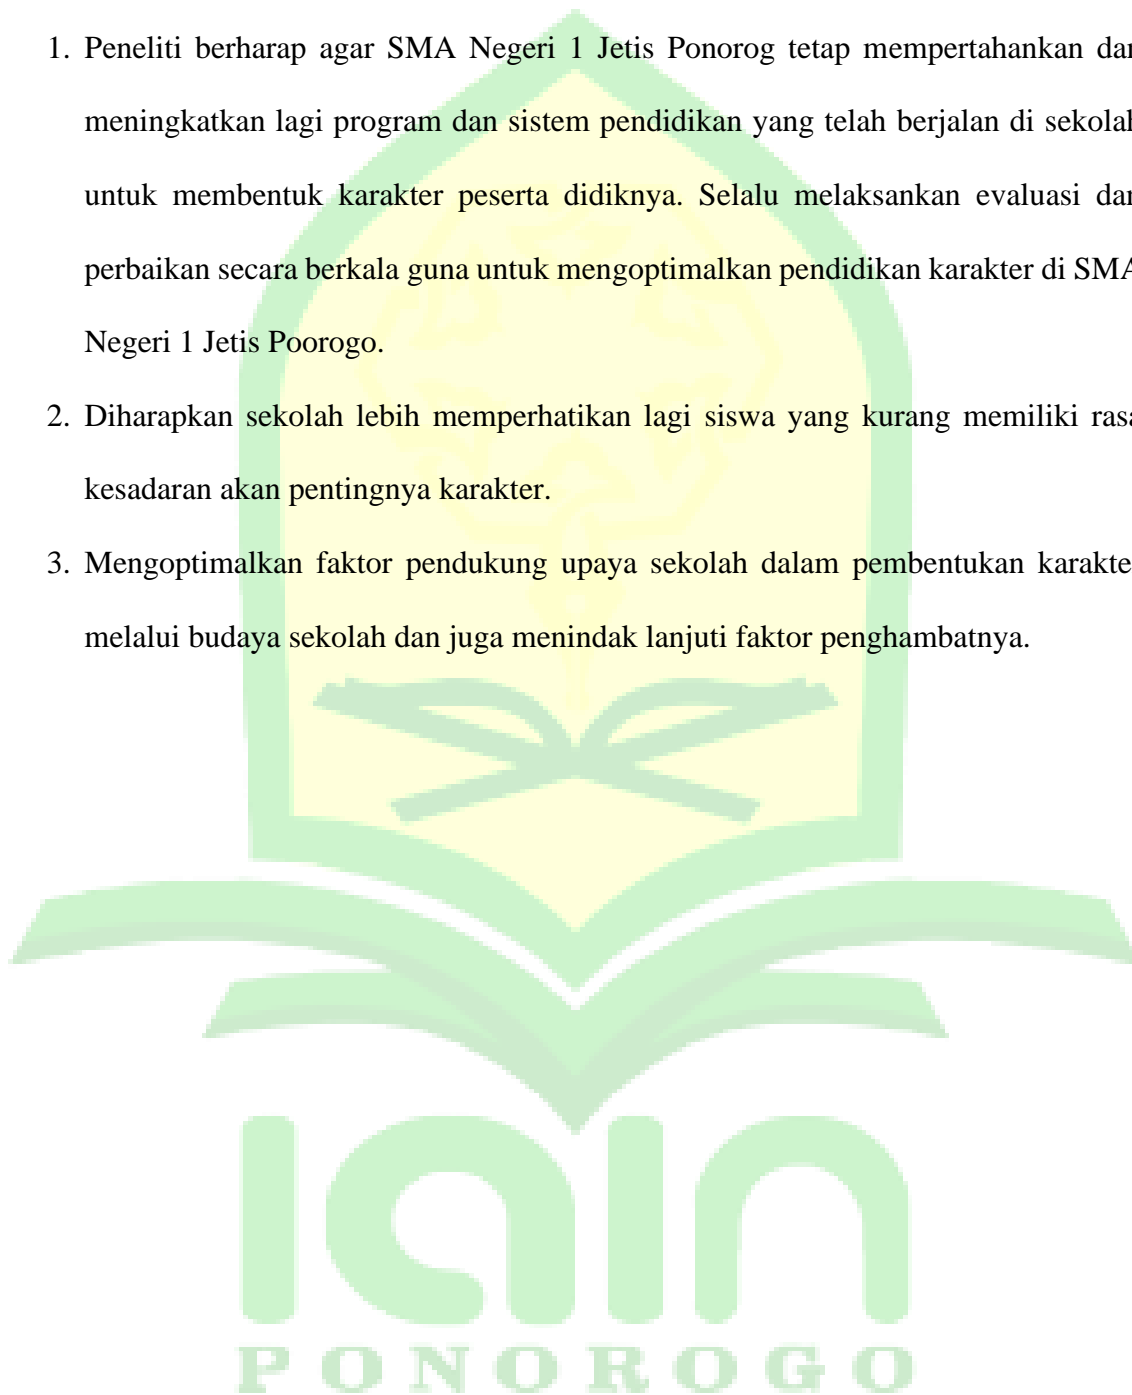 1. Peneliti berharap agar SMA Negeri 1 Jetis Ponorog tetap mempertahankan dan
meningkatkan lagi program dan sistem pendidikan yang telah berjalan di sekolah
untuk membentuk karakter peserta didiknya. Selalu melaksankan evaluasi dan
perbaikan secara berkala guna untuk mengoptimalkan pendidikan karakter di SMA
Negeri 1 Jetis Poorogo.
2. Diharapkan sekolah lebih memperhatikan lagi siswa yang kurang memiliki rasa
kesadaran akan pentingnya karakter.
3. Mengoptimalkan faktor pendukung upaya sekolah dalam pembentukan karakter
melalui budaya sekolah dan juga menindak lanjuti faktor penghambatnya.
iain
PONOROGO